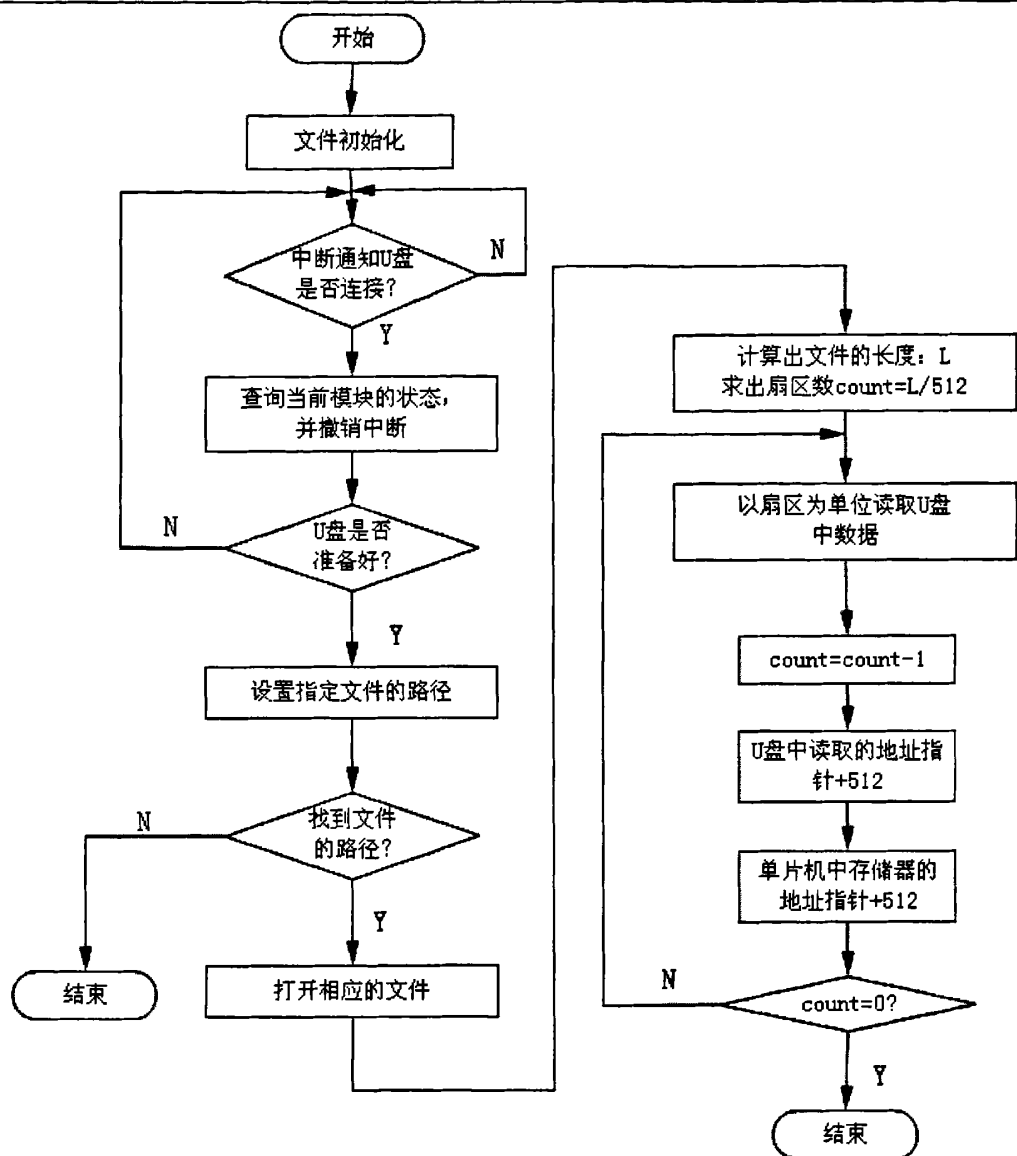 开始
文件初始化
中断通知U盘
是否连接?
N
Y
查询当前模块的状态,
并撤销中断
U盘是否
准备好?
N
Y
设置指定文件的路径
找到文件
的路径?
N
Y
结束
打开相应的文件
计算出文件的长度: L
求出扇区数count=L/512
以扇区为单位读取U盘
中数据
count=count-1
U盘中读取的地址指
针+512
单片机中存储器的
地址指针+512
count=0?
N
Y
结束